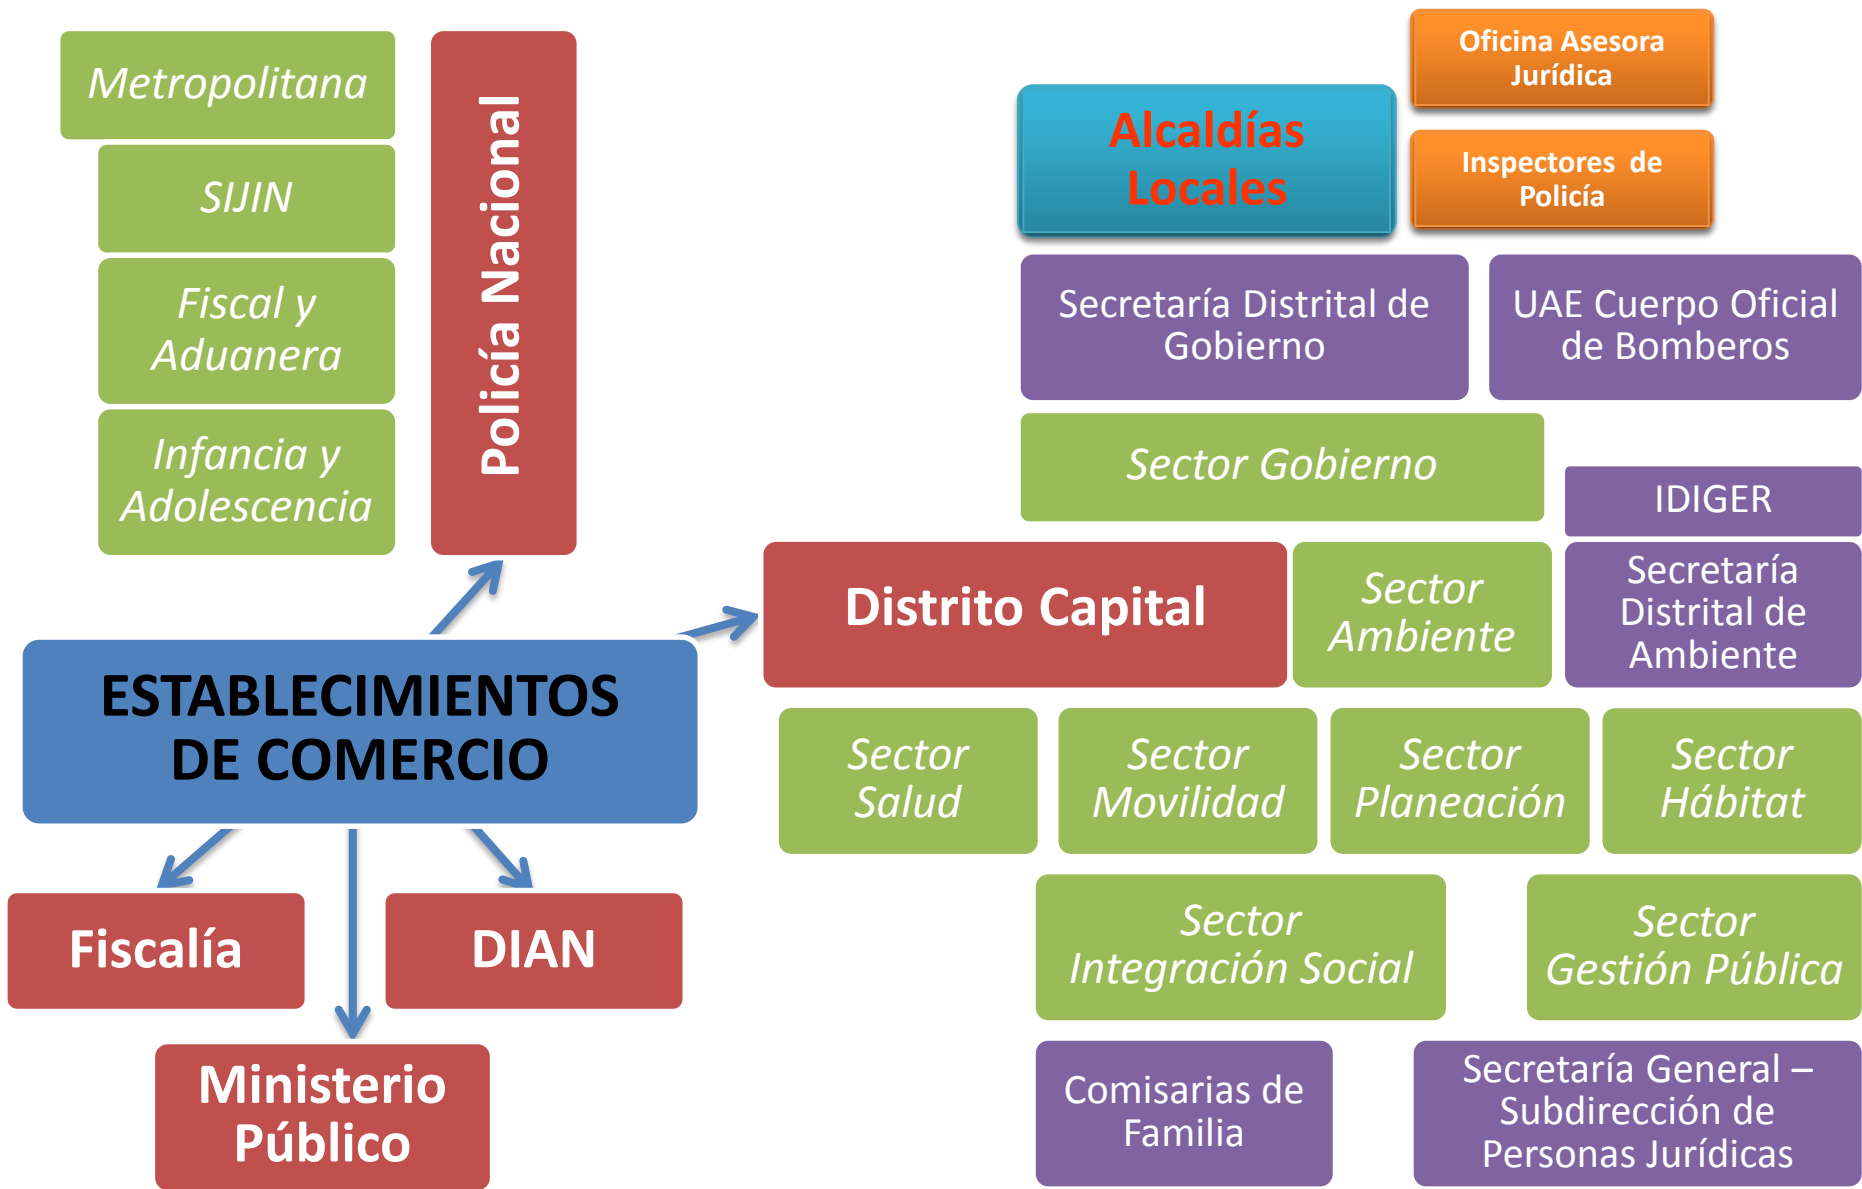 Metropolitana
SIJIN
Fiscal y
Aduanera
Infancia y
Adolescencia
Policía Nacional
Oficina Asesora
Jurídica
Alcaldías
Locales
Inspectores de
Policía
Secretaría Distrital de
Gobierno
UAE Cuerpo Oficial
de Bomberos
Sector Gobierno
IDIGER
Distrito Capital
Sector
Ambiente
Secretaría
Distrital de
Ambiente
ESTABLECIMIENTOS
DE COMERCIO
Sector
Salud
Sector
Movilidad
Sector
Planeación
Sector
Hábitat
Fiscalía
DIAN
Sector
Integración Social
Sector
Gestión Pública
Ministerio
Público
Comisarias de
Familia
Secretaría General –
Subdirección de
Personas Jurídicas